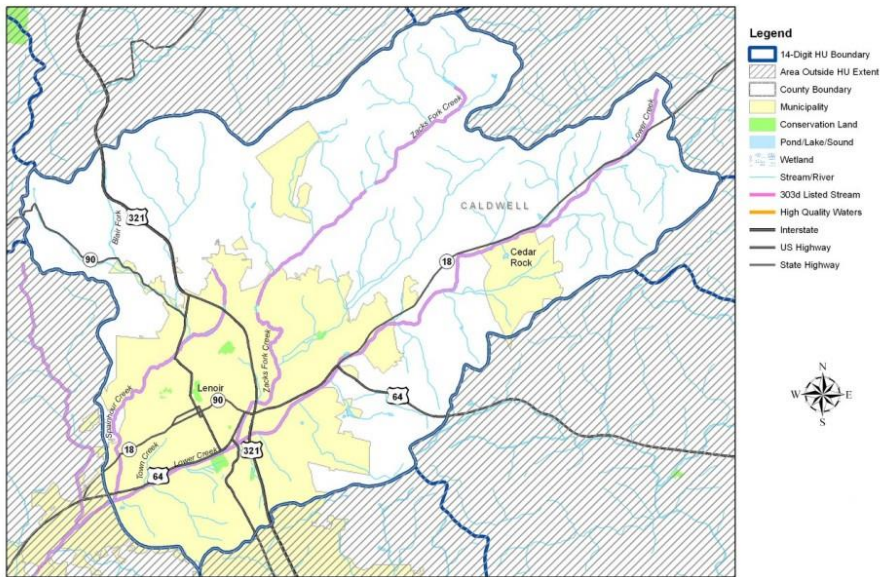 Legend
14-Digit HU Boundary
Area Outside HU Extent
County Boundary
Municipality
Conservation Land
Pond/Lake/Sound
Wetland
Stream/River
303d Listed Stream
High Quality Waters
Interstate
US Highway
State Highway
N
W
E
S
Zacks Fork Creek
Lower Creek
CALDWELL
321
Blair Fork
90
18
Cedar
Rock
Zacks Fork Creek
Lenoir
90
64
Spainhour Creek
18
Town Creek
Lower Creek
321
64